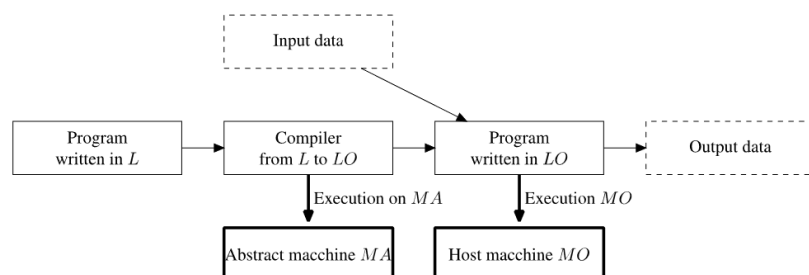 Input data
Program
written in L
Compiler
from L to LO
Program
written in LO
Output data
Execution on MA
Execution MO
Abstract macchine MA
Host macchine MO